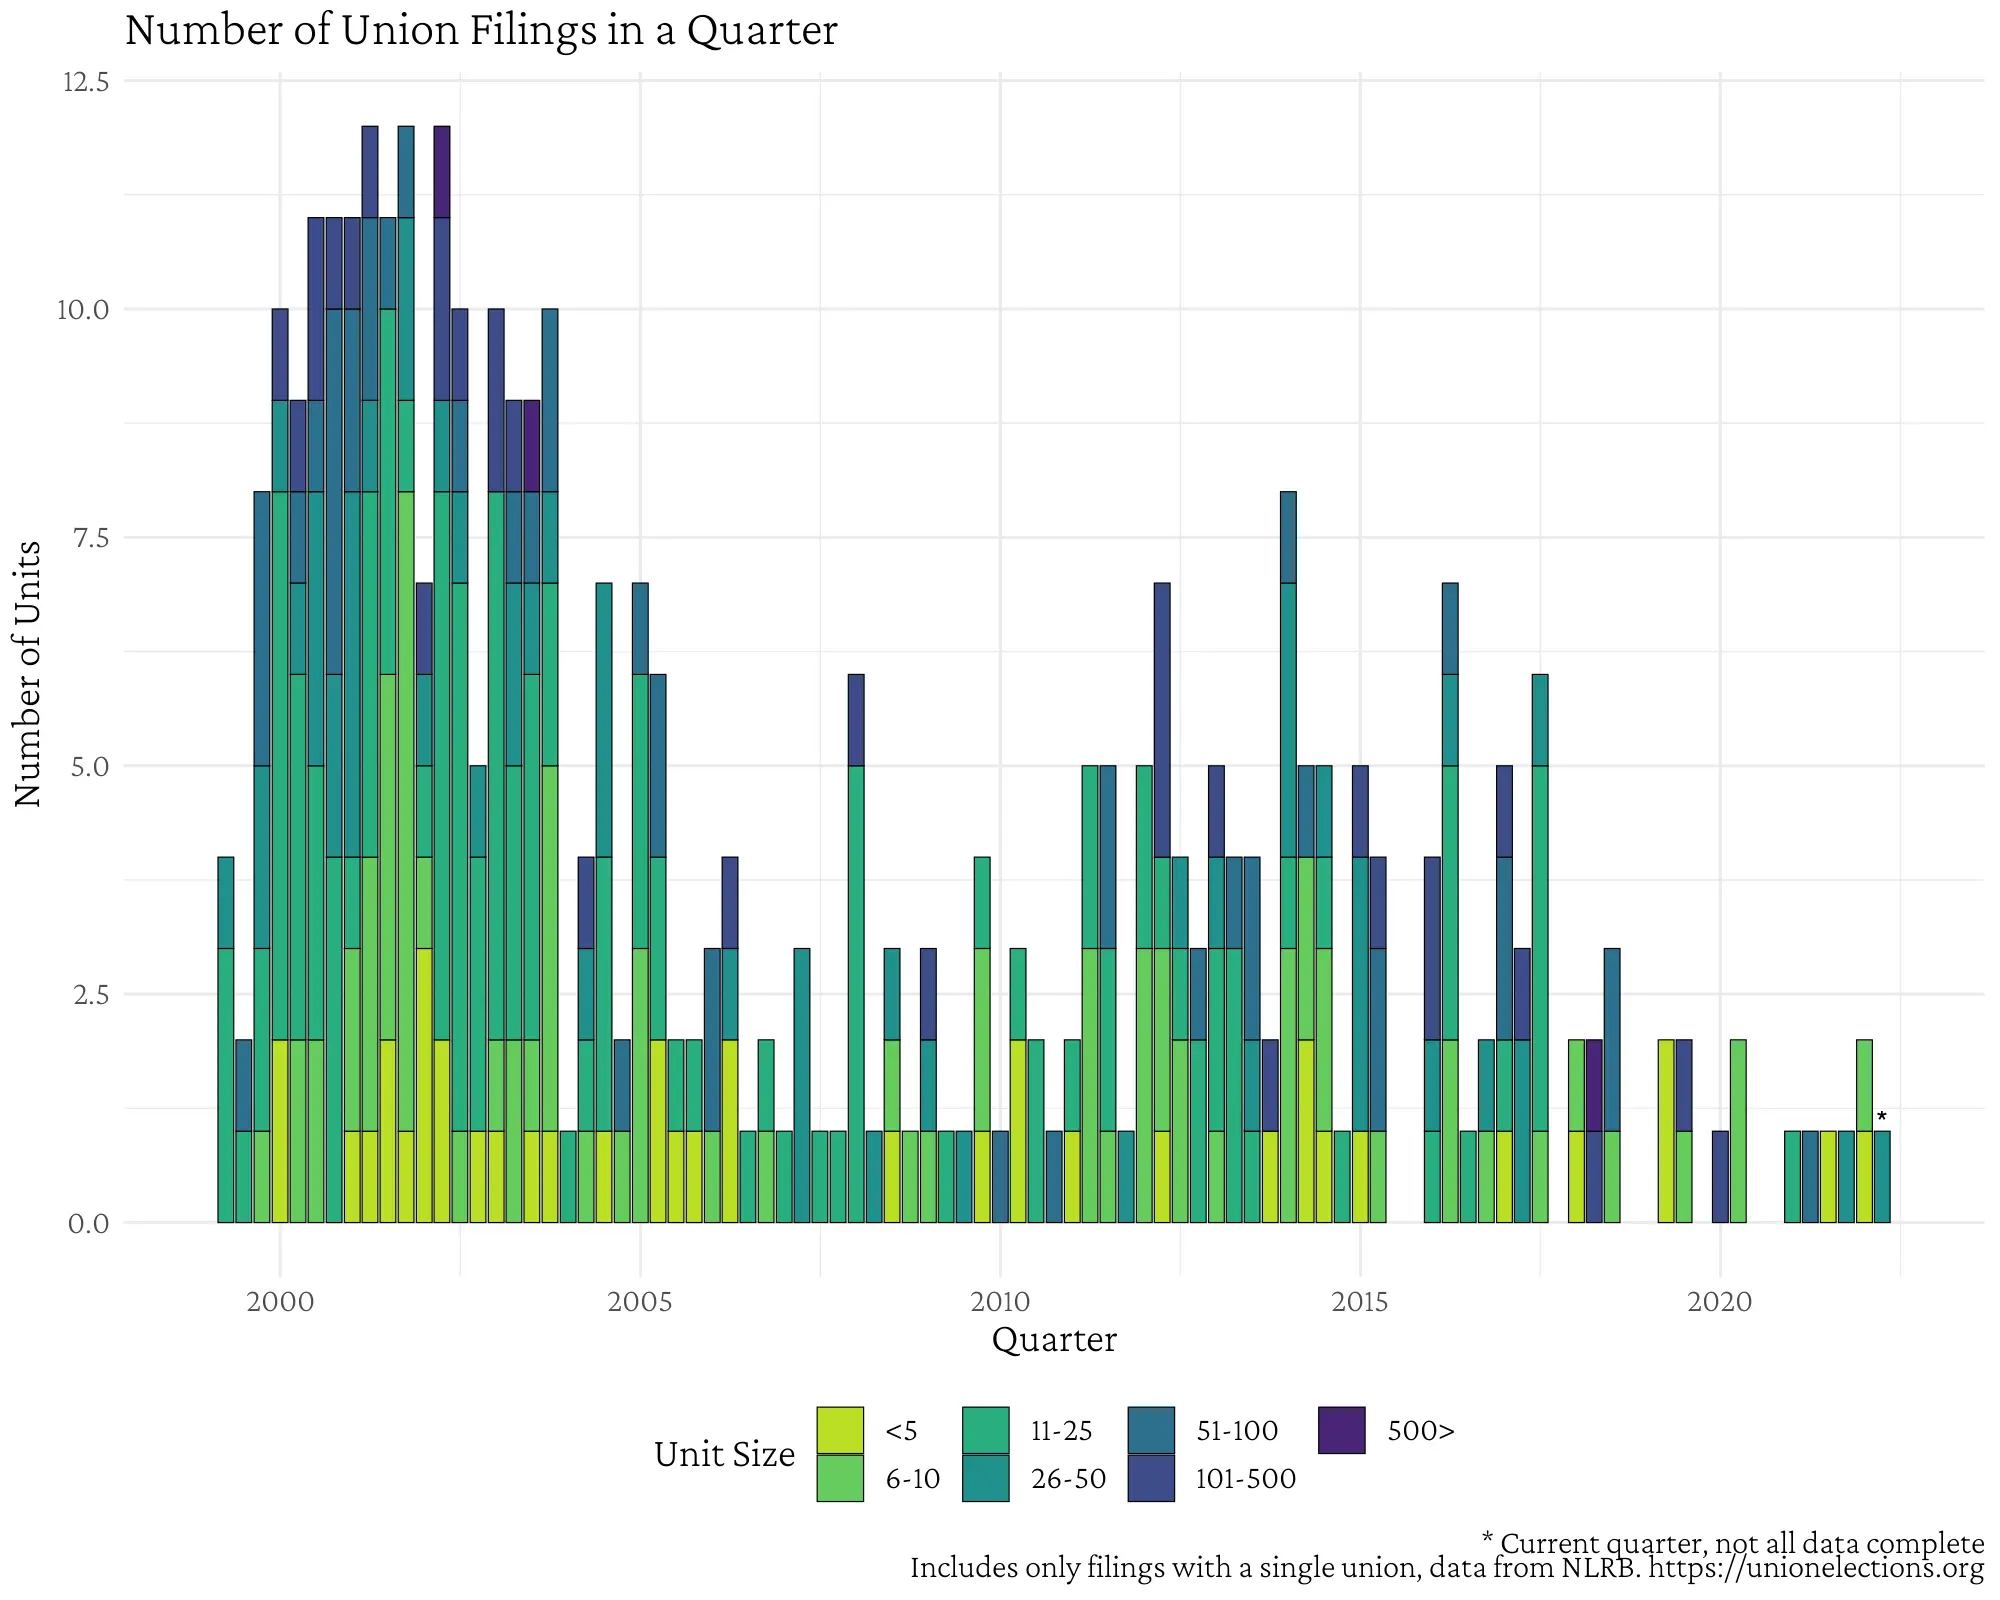 Number of Union Filings in a Quarter
Number of Units
12.5
10.0
7.5
5.0
2.5
0.0
*
2000 2005 2010 2015 2020
Quarter
Unit Size
<5 11-25 51-100 500>
6-10 26-50 101-500
* Current quarter, not all data complete
Includes only filings with a single union, data from NLRB. https://unionelections.org